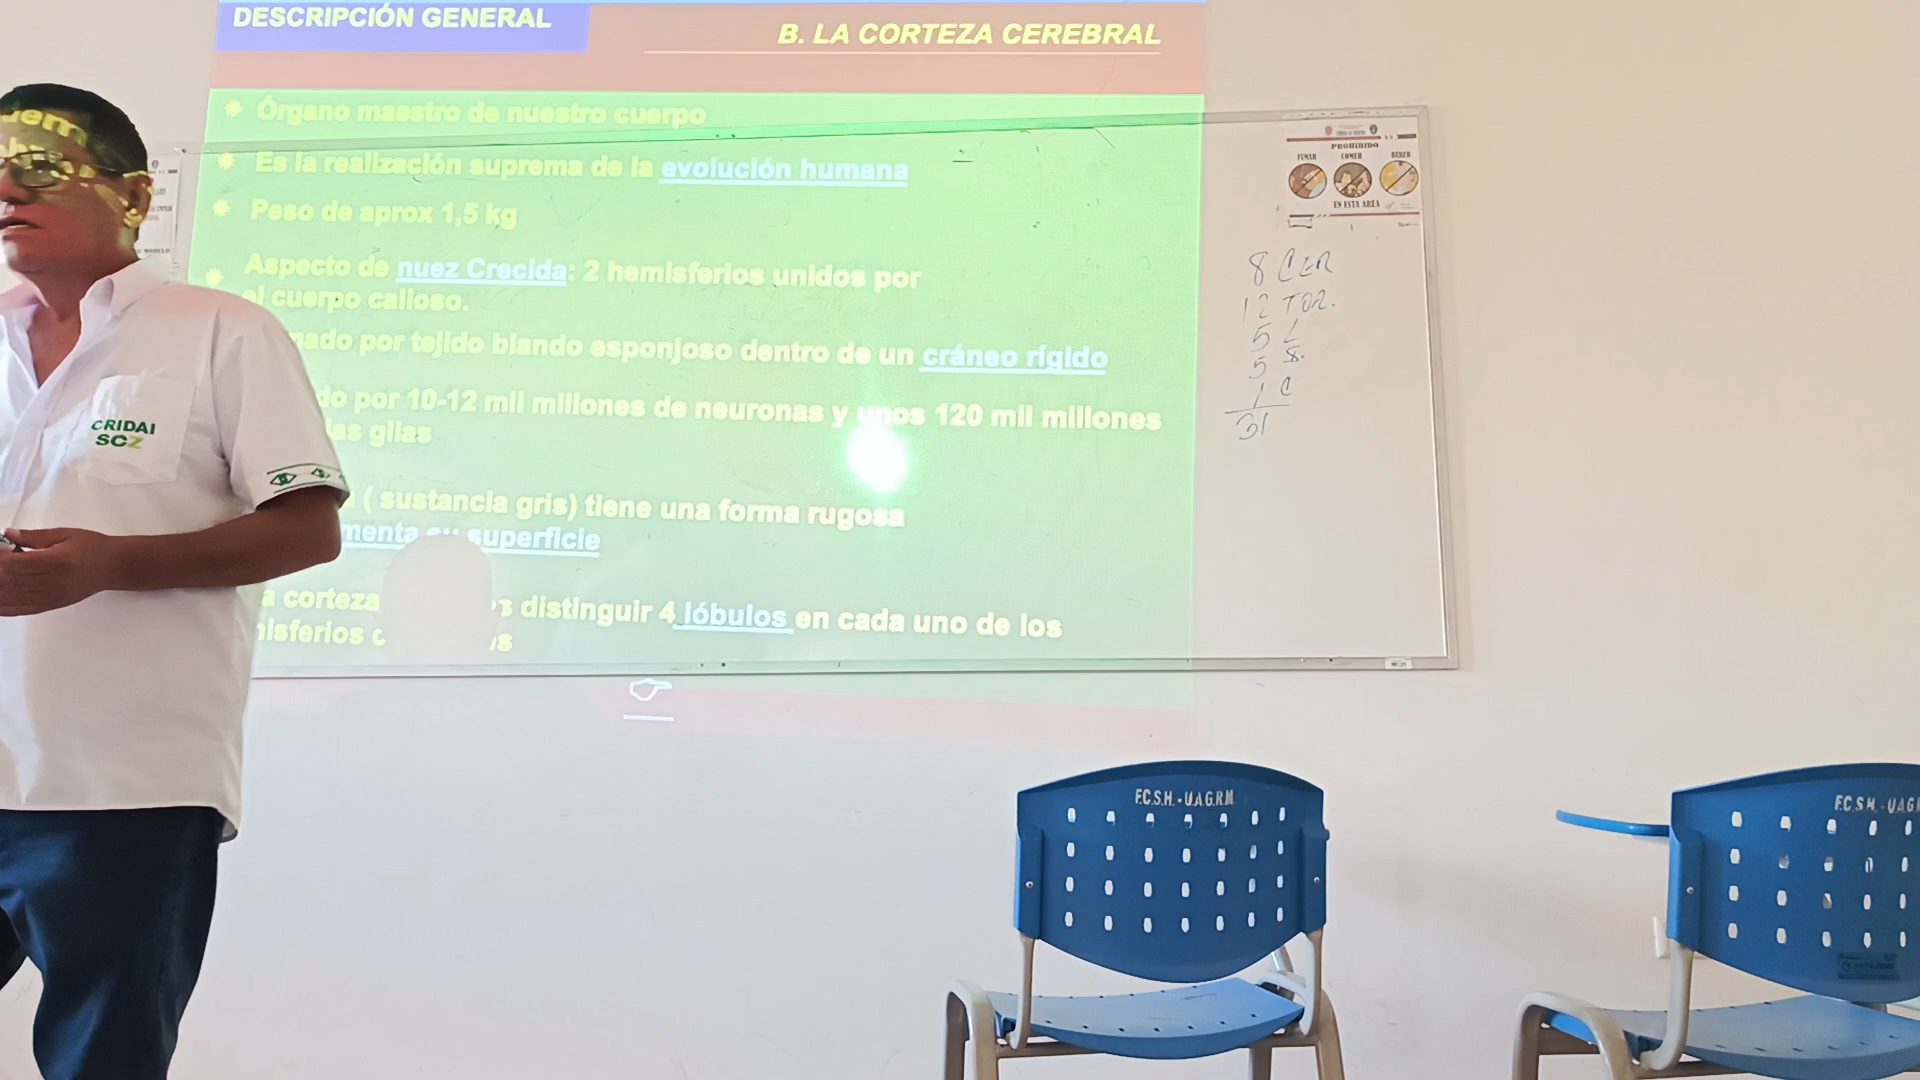 DESCRIPCIÓN GENERAL
B. LA CORTEZA CEREBRAL
Órgano maestro de nuestro cuerpo
Es la realización suprema de la evolución humana
Peso de aprox 1,5 kg
Aspecto de nuez Crecida: 2 hemisferios unidos por
el cuerpo calloso.
nado por tejido blando esponjoso dentro de un cráneo rígido
do por 10-12 mil millones de neuronas y unos 120 mil millones
las glias
( sustancia gris) tiene una forma rugosa
menta su superficie
a corteza distinguir 4 lóbulos en cada uno de los
isferios
PROHIBIDO
FUMAR COMER BEBER
EN ESTA AREA
8 CER
12 TOR.
5 L
5 S.
1 C
31
CRIDAI
SCZ
F.C.S.H. - U.A.G.R.M.
F.C.S.H. - U.A.G.R